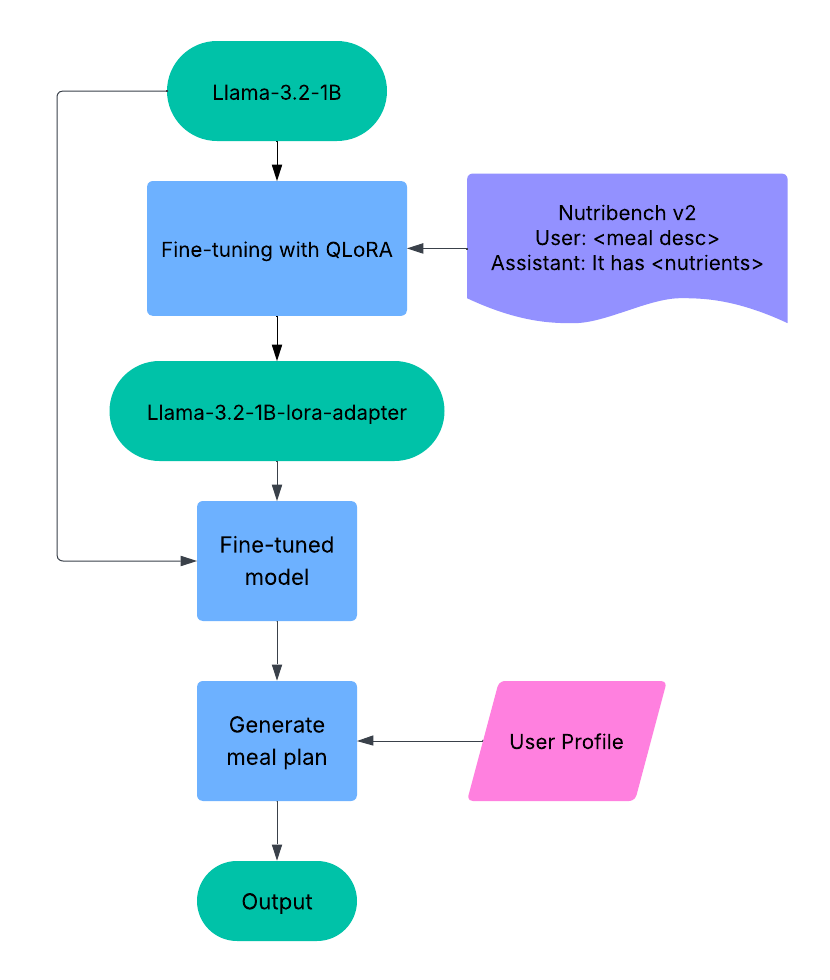 Llama-3.2-1B
Fine-tuning with QLoRA
Nutribench v2
User: <meal desc>
Assistant: It has <nutrients>
Llama-3.2-1B-lora-adapter
Fine-tuned
model
Generate
meal plan
User Profile
Output